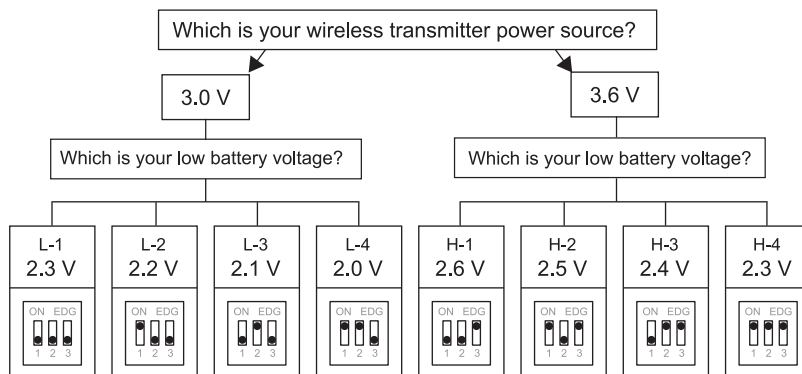 Which is your wireless transmitter power source?
3.0 V
3.6 V
Which is your low battery voltage?
Which is your low battery voltage?
L-1
2.3 V
L-2
2.2 V
L-3
2.1 V
L-4
2.0 V
H-1
2.6 V
H-2
2.5 V
H-3
2.4 V
H-4
2.3 V
ON EDG
1 2 3
ON EDG
1 2 3
ON EDG
1 2 3
ON EDG
1 2 3
ON EDG
1 2 3
ON EDG
1 2 3
ON EDG
1 2 3
ON EDG
1 2 3